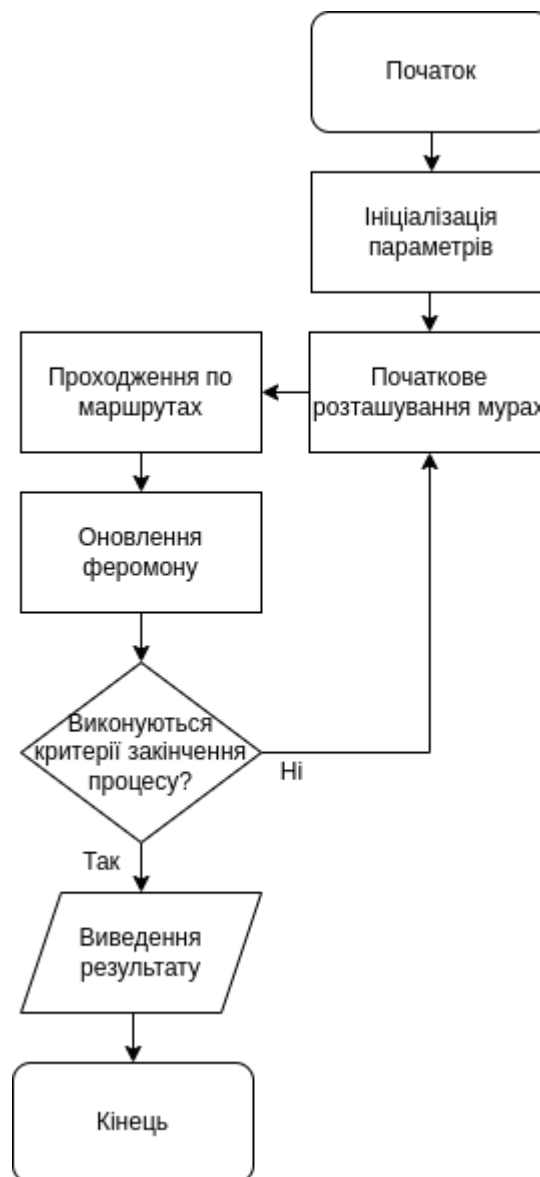 Початок
Ініціалізація
параметрів
Початкове
розташування мурах
Проходження по
маршрутах
Оновлення
феромону
Виконуються
критерії закінчення
процесу?
Ні
Так
Виведення
результату
Кінець